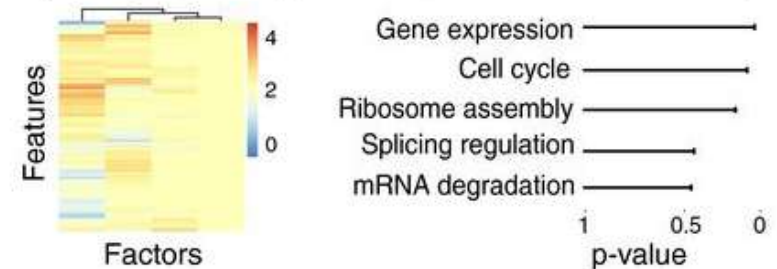 Features
Factors
4
2
0
Gene expression
Cell cycle
Ribosome assembly
Splicing regulation
mRNA degradation
1 0.5 0
p-value